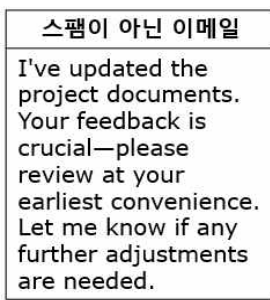 스팸이 아닌 이메일
I've updated the
project documents.
Your feedback is
crucial—please
review at your
earliest convenience.
Let me know if any
further adjustments
are needed.